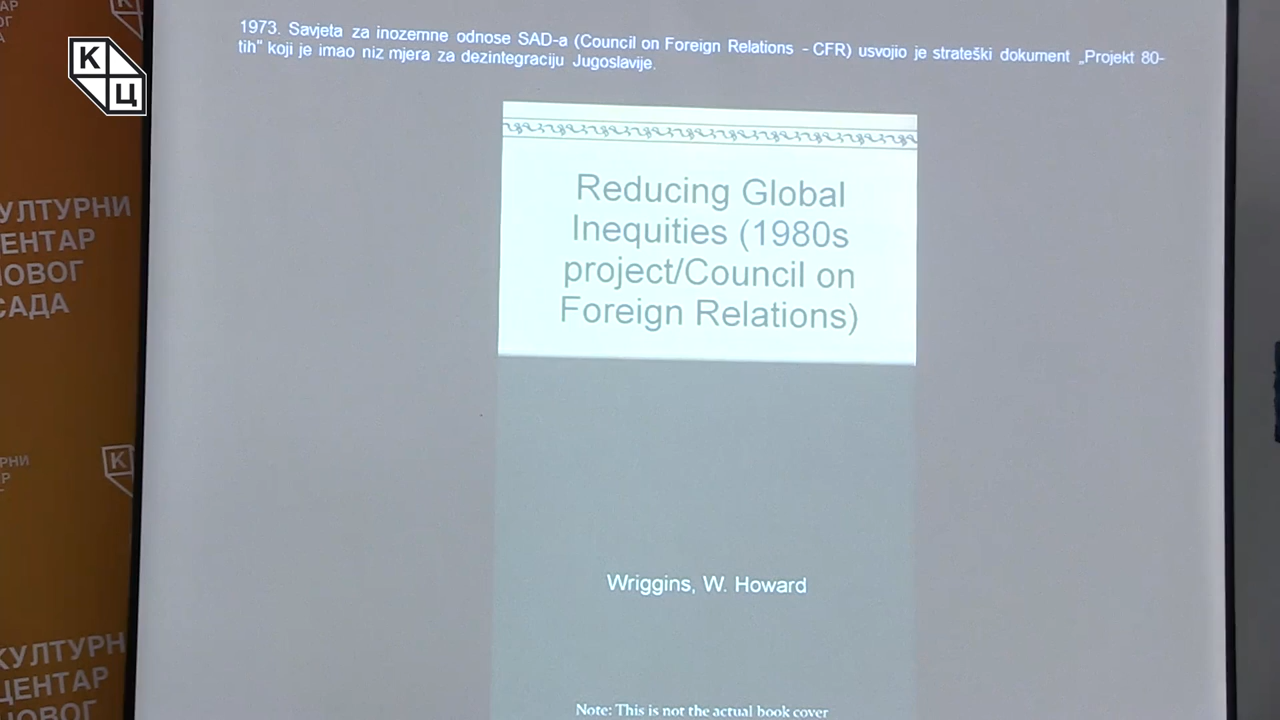 К
Ц
1973. Savjeta za inozemne odnose SAD-a (Council on Foreign Relations - CFR) usvojio je strateški dokument „Projekt 80-
tih" koji je imao niz mjera za dezintegraciju Jugoslavije.
Reducing Global
Inequities (1980s
project/Council on
Foreign Relations)
Wriggins, W. Howard
Note: This is not the actual book cover
УЛТУРНИ
ЕНТАР
НОВОГ
САДА
К
КУЛТУРН
ЦЕНТАР
НОВОГ